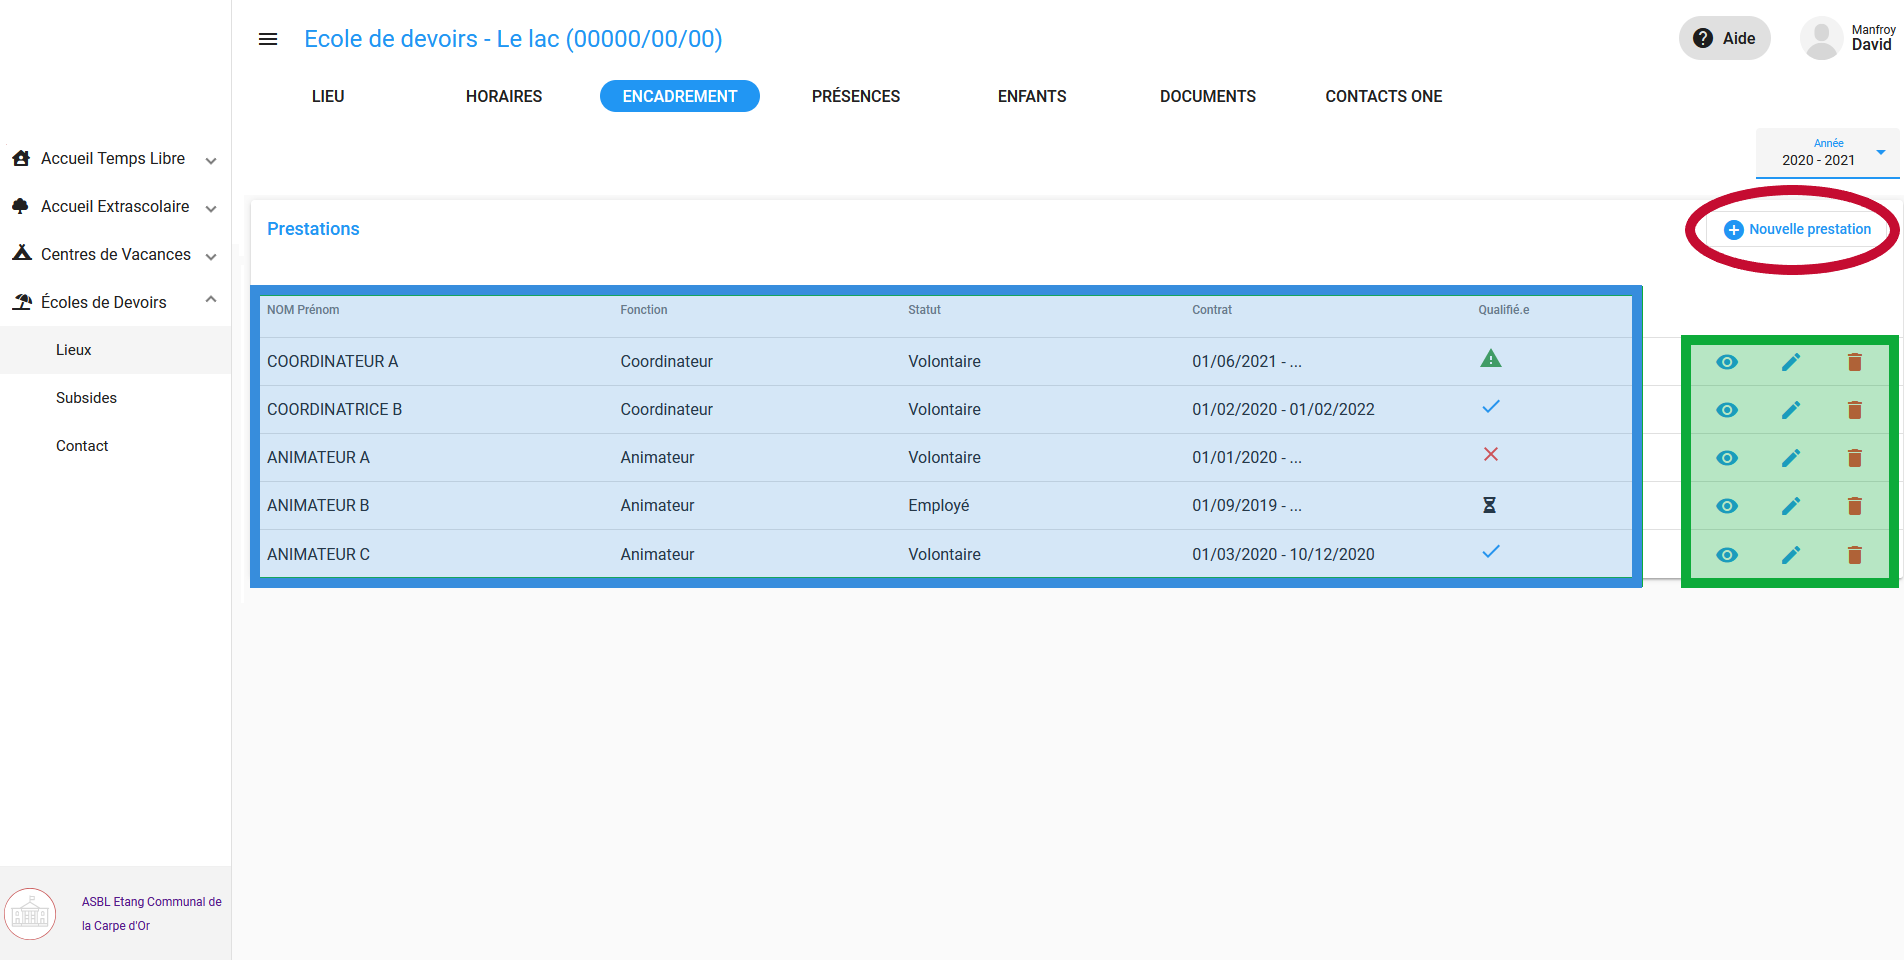 Ecole de devoirs - Le lac (00000/00/00)
Aide
Manfroy
David
LIEU
HORAIRES
ENCADREMENT
PRÉSENCES
ENFANTS
DOCUMENTS
CONTACTS ONE
Année
2020 - 2021
Accueil Temps Libre
Accueil Extrascolaire
Centres de Vacances
Écoles de Devoirs
Lieux
Subsides
Contact
Prestations
Nouvelle prestation
NOM Prénom Fonction Statut Contrat Qualifié.e
COORDINATEUR A Coordinateur Volontaire 01/06/2021 - ...
COORDINATRICE B Coordinateur Volontaire 01/02/2020 - 01/02/2022
ANIMATEUR A Animateur Volontaire 01/01/2020 - ...
ANIMATEUR B Animateur Employé 01/09/2019 - ...
ANIMATEUR C Animateur Volontaire 01/03/2020 - 10/12/2020
ASBL Etang Communal de
la Carpe d'Or